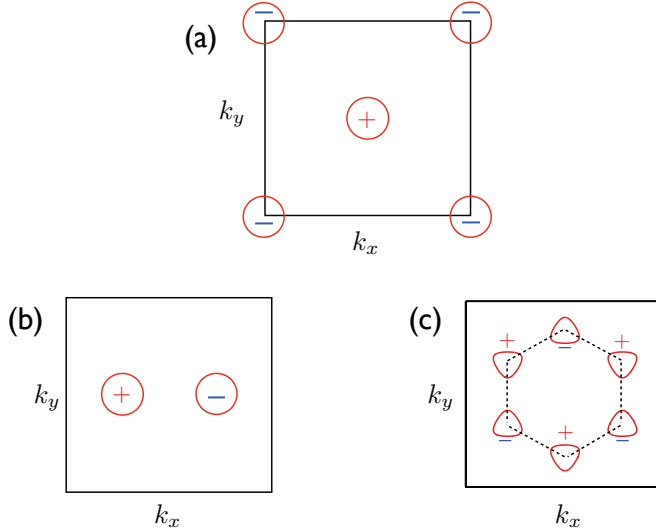 − −
(a)
k_y +
− −
k_x
(b) (c)
+ − +
k_y + − k_y
− + −
k_x k_x